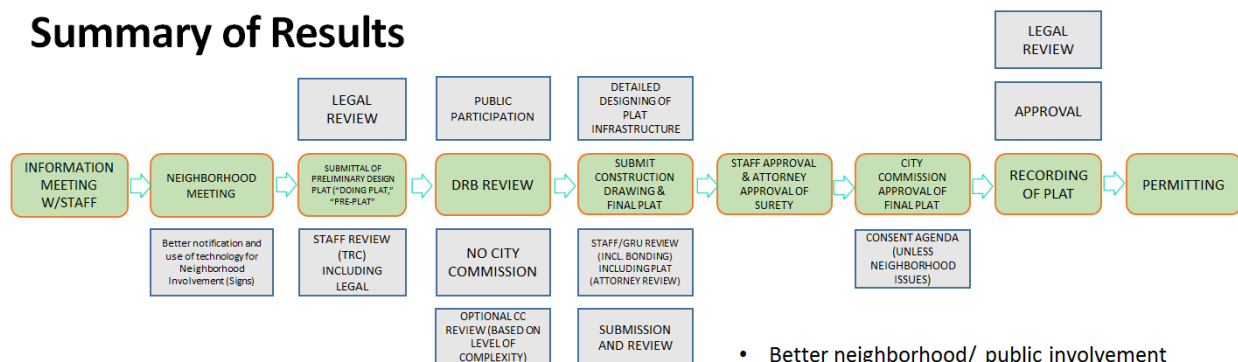 Summary of Results
LEGAL
REVIEW
APPROVAL
LEGAL
REVIEW
PUBLIC
PARTICIPATION
DETAILED
DESIGNING OF
PLAT
INFRASTRUCTURE
INFORMATION
MEETING
W/STAFF
NEIGHBORHOOD
MEETING
SUBMITTAL OF
PRELIMINARY DESIGN
PLAT ("DOING PLAT,"
"PRE-PLAT"
DRB REVIEW
SUBMIT
CONSTRUCTION
DRAWING &
FINAL PLAT
STAFF APPROVAL
& ATTORNEY
APPROVAL OF
SURETY
CITY
COMMISSION
APPROVAL OF
FINAL PLAT
RECORDING
OF PLAT
PERMITTING
Better notification and
use of technology for
Neighborhood
Involvement (Signs)
STAFF REVIEW
(TRC)
INCLUDING
LEGAL
NO CITY
COMMISSION
STAFF/GRU REVIEW
(INCL. BONDING)
INCLUDING PLAT
(ATTORNEY REVIEW)
CONSENT AGENDA
(UNLESS
NEIGHBORHOOD
ISSUES)
OPTIONAL CC
REVIEW (BASED ON
LEVEL OF
COMPLEXITY)
SUBMISSION
AND REVIEW
• Better neighborhood/ public involvement